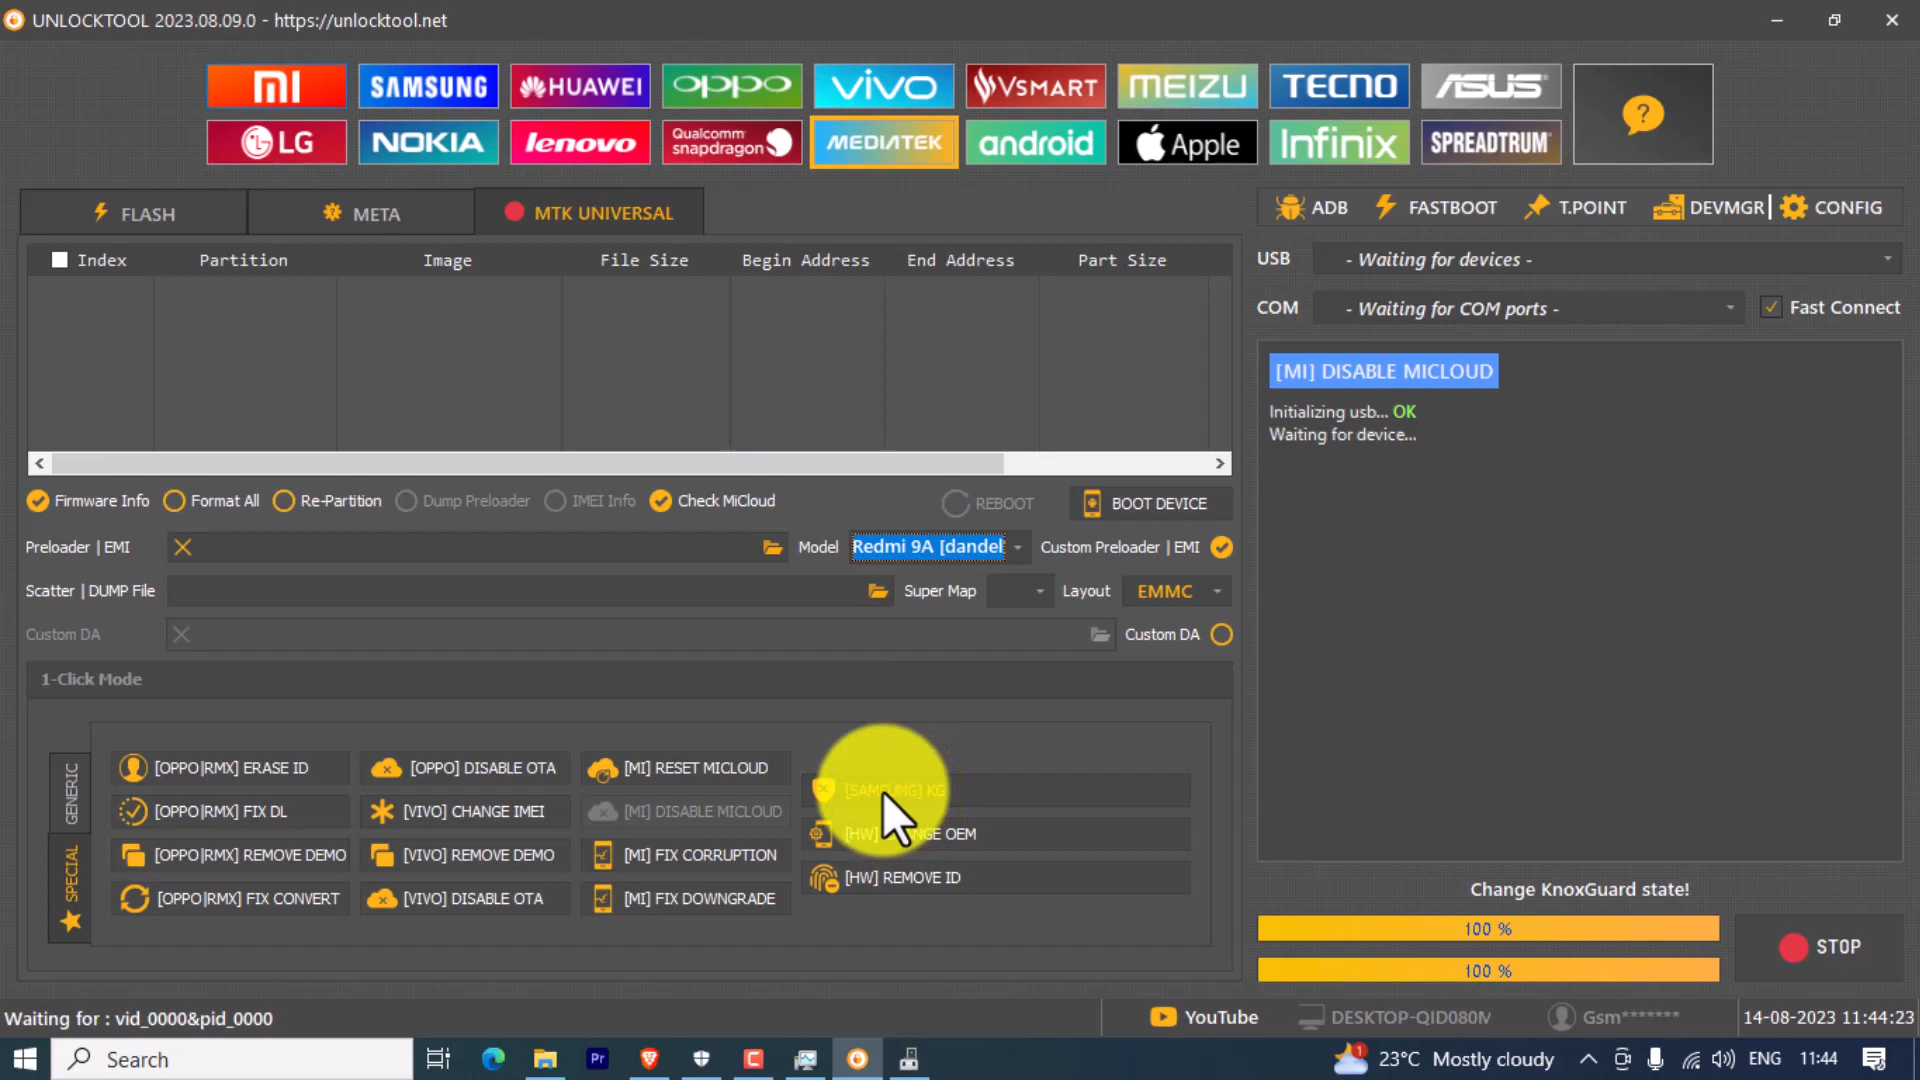 UNLOCKTOOL 2023.08.09.0 - https://unlocktool.net
MI SAMSUNG HUAWEI oppo vivo VSMART MEIZU TECNO ASUS ?
LG NOKIA lenovo Qualcomm snapdragon MEDIATEK android Apple Infinix SPREADTRUM
FLASH META MTK UNIVERSAL
ADB FASTBOOT T.POINT DEVMGR CONFIG
Index Partition Image File Size Begin Address End Address Part Size
USB - Waiting for devices -
COM - Waiting for COM ports - Fast Connect
[MI] DISABLE MICLOUD
Initializing usb... OK
Waiting for device...
Firmware Info Format All Re-Partition Dump Preloader IMEI Info Check MiCloud REBOOT BOOT DEVICE
Preloader | EMI Model Redmi 9A [dandel Custom Preloader | EMI
Scatter | DUMP File Super Map Layout EMMC
Custom DA Custom DA
1-Click Mode
GENERIC
SPECIAL
[OPPO|RMX] ERASE ID [OPPO] DISABLE OTA [MI] RESET MICLOUD [SAMSUNG] KG
[OPPO|RMX] FIX DL [VIVO] CHANGE IMEI [MI] DISABLE MICLOUD [HW] OEM
[OPPO|RMX] REMOVE DEMO [VIVO] REMOVE DEMO [MI] FIX CORRUPTION [HW] REMOVE ID
[OPPO|RMX] FIX CONVERT [VIVO] DISABLE OTA [MI] FIX DOWNGRADE
Change KnoxGuard state!
100 %
100 %
STOP
Waiting for : vid_0000&pid_0000
YouTube DESKTOP-QID080M Gsm******* 14-08-2023 11:44:23
Search Pr 1 23°C Mostly cloudy ENG 11:44